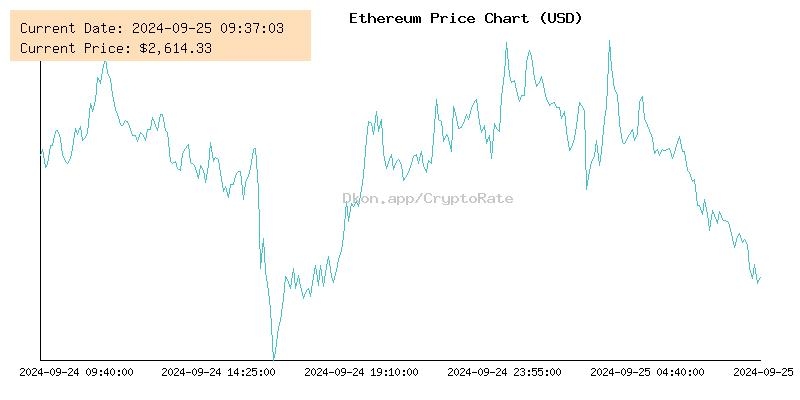 Ethereum Price Chart (USD)
Current Date: 2024-09-25 09:37:03
Current Price: $2,614.33
Dkon.app/CryptoRate
2024-09-24 09:40:00 2024-09-24 14:25:00 2024-09-24 19:10:00 2024-09-24 23:55:00 2024-09-25 04:40:00 2024-09-25